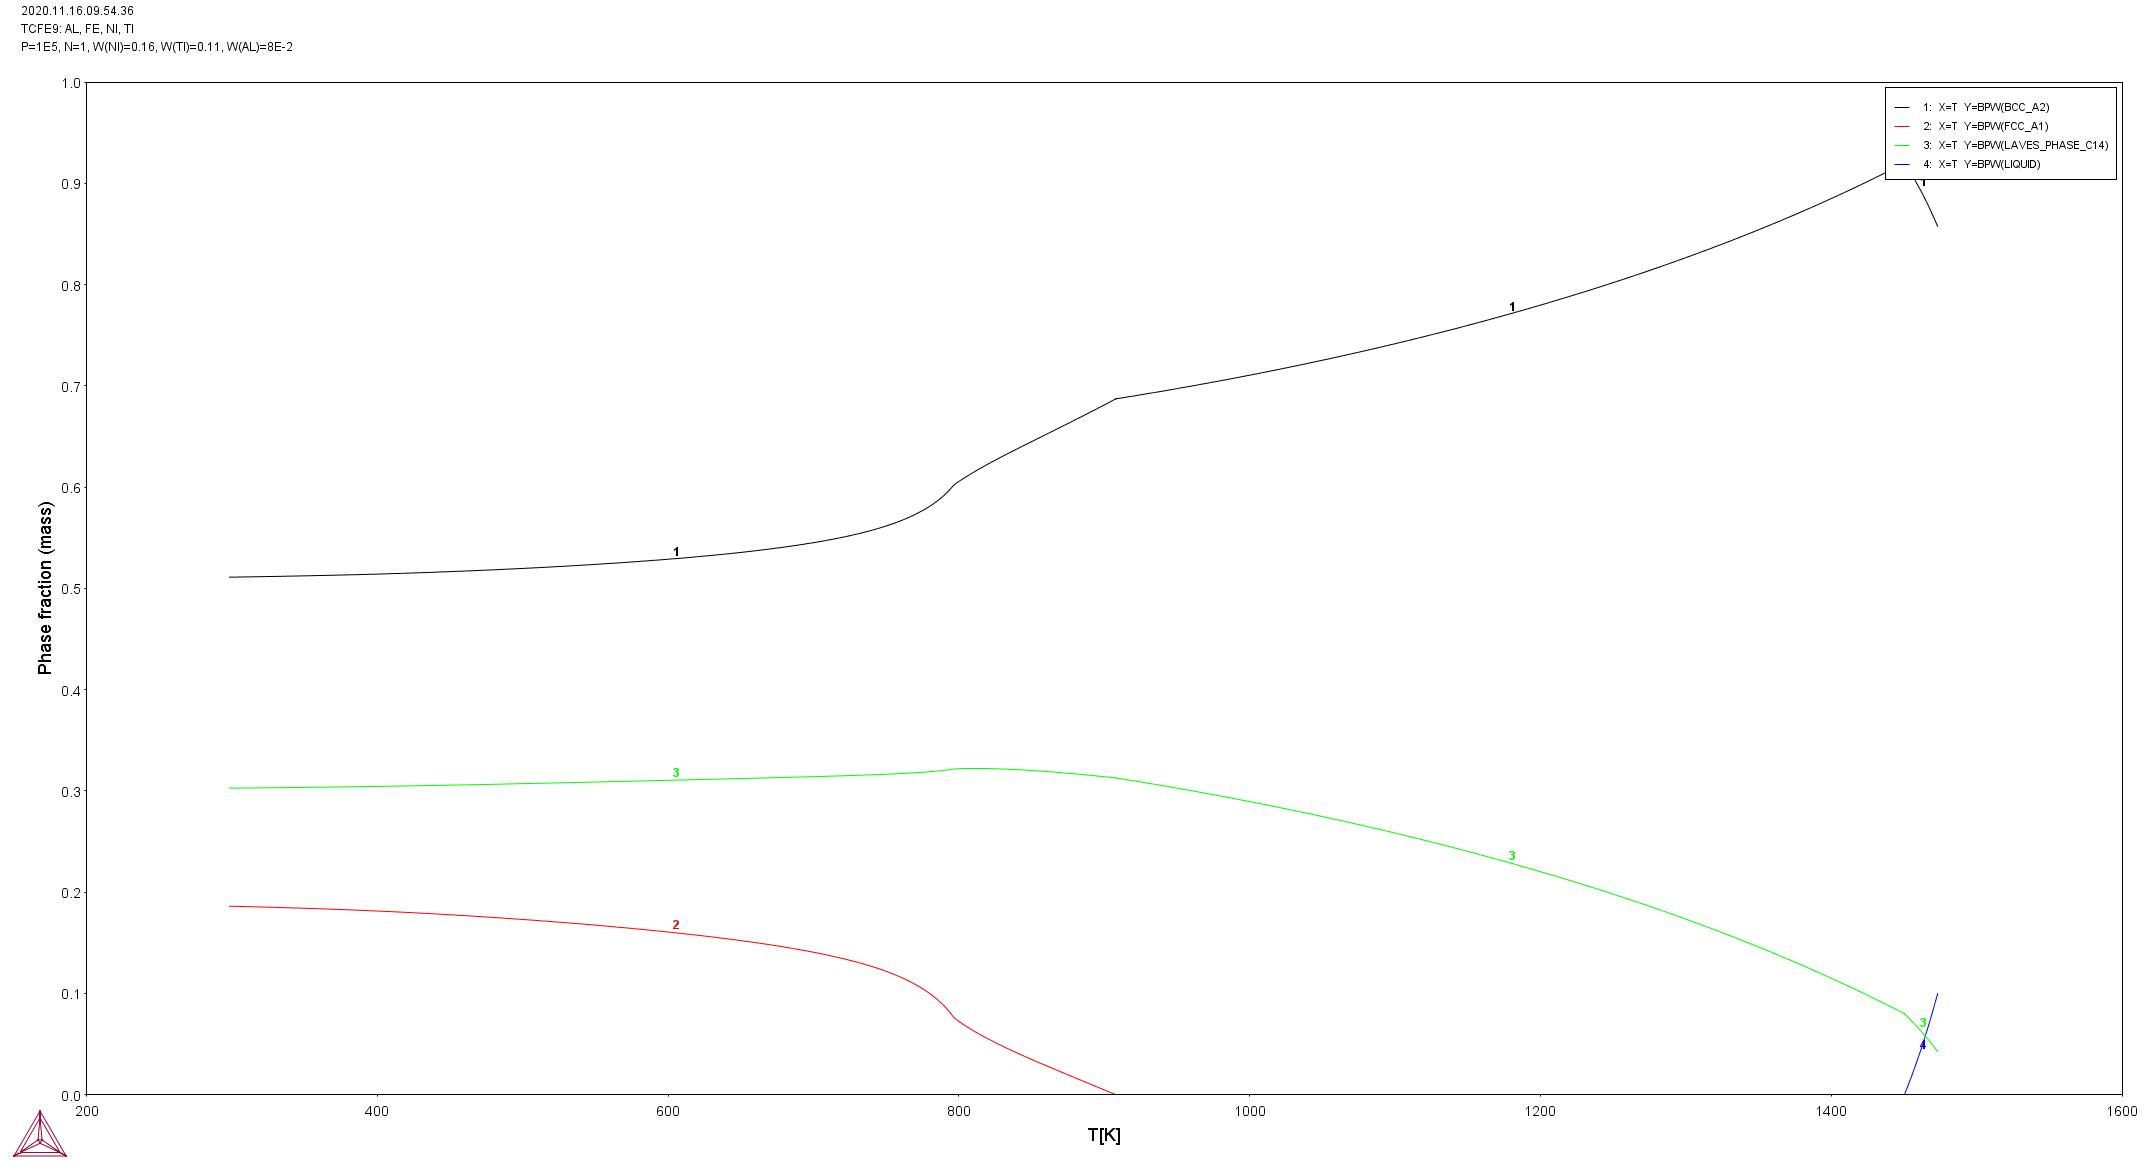 2020.11.16.09.54.36
TCFE9: AL, FE, NI, TI
P=1E5, N=1, W(NI)=0.16, W(TI)=0.11, W(AL)=8E-2
1.0
0.9
0.8
0.7
0.6
0.5
0.4
0.3
0.2
0.1
0.0
Phase fraction (mass)
1: X=T Y=BPW(BCC_A2)
2: X=T Y=BPW(FCC_A1)
3: X=T Y=BPW(LAVES_PHASE_C14)
4: X=T Y=BPW(LIQUID)
1
1
1
3
3
3
2
4
200 400 600 800 1000 1200 1400 1600
T[K]